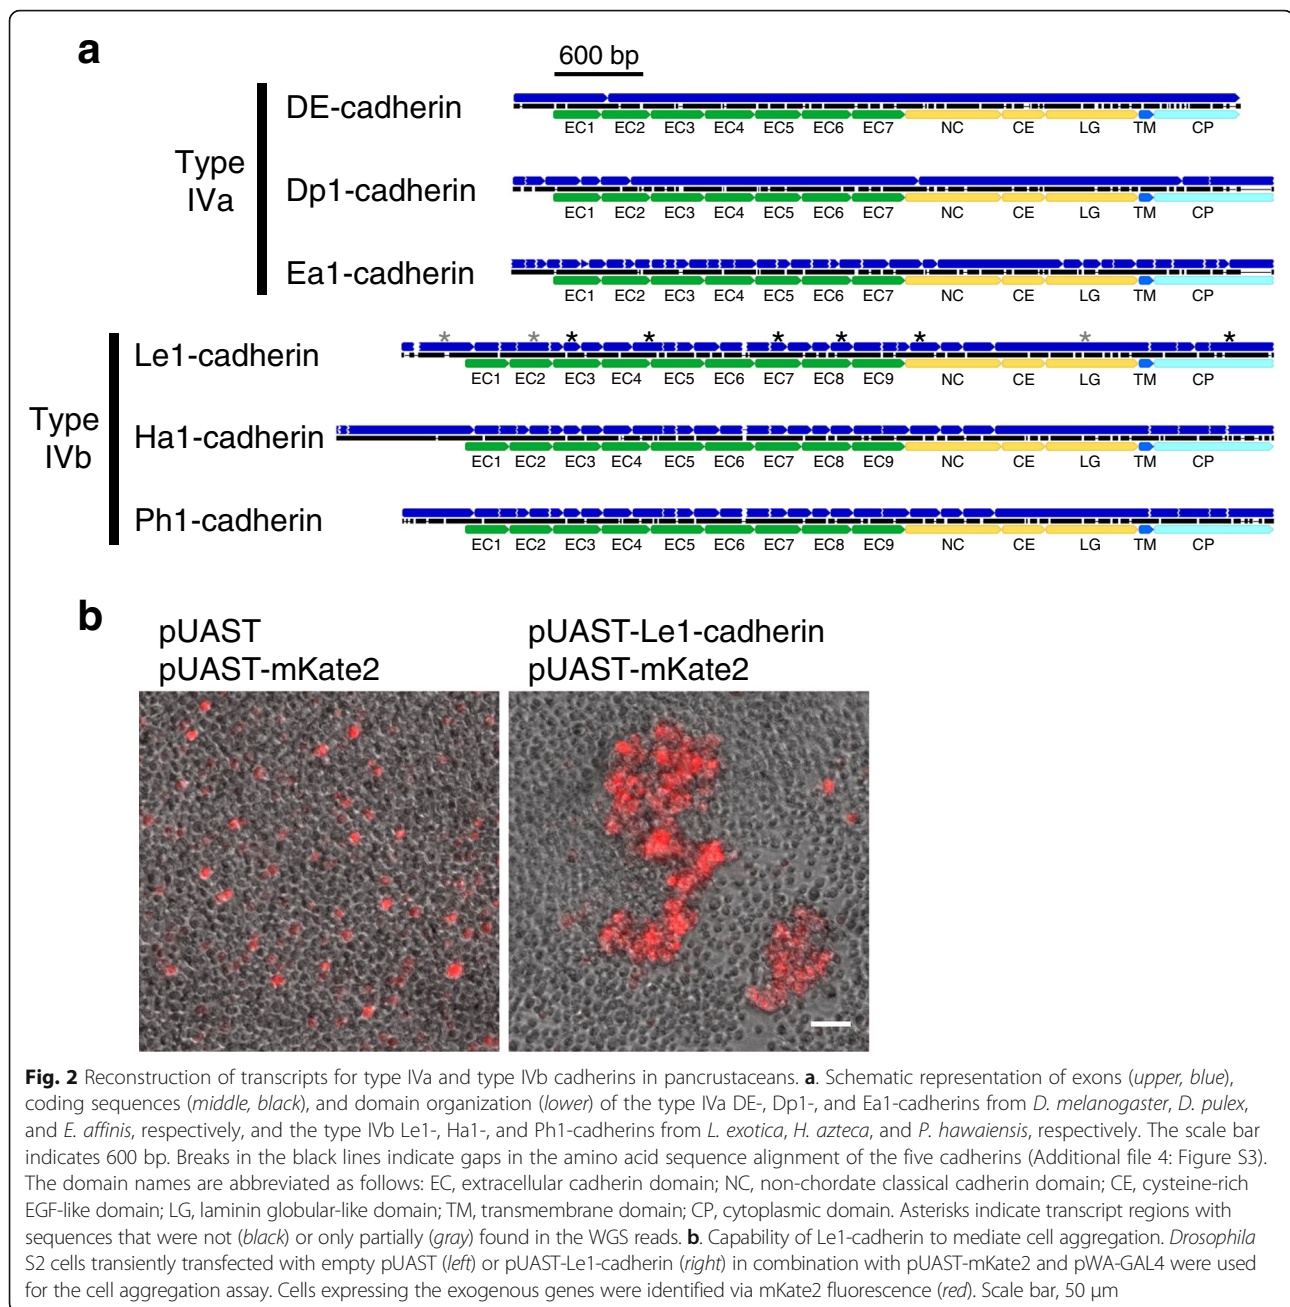 a
600 bp
DE-cadherin
EC1 EC2 EC3 EC4 EC5 EC6 EC7 NC CE LG TM CP
Type
IVa
Dp1-cadherin
EC1 EC2 EC3 EC4 EC5 EC6 EC7 NC CE LG TM CP
Ea1-cadherin
EC1 EC2 EC3 EC4 EC5 EC6 EC7 NC CE LG TM CP
* * * * * * * * *
Le1-cadherin
EC1 EC2 EC3 EC4 EC5 EC6 EC7 EC8 EC9 NC CE LG TM CP
Type
IVb
Ha1-cadherin
EC1 EC2 EC3 EC4 EC5 EC6 EC7 EC8 EC9 NC CE LG TM CP
Ph1-cadherin
EC1 EC2 EC3 EC4 EC5 EC6 EC7 EC8 EC9 NC CE LG TM CP
b
pUAST
pUAST-mKate2
pUAST-Le1-cadherin
pUAST-mKate2
Fig. 2 Reconstruction of transcripts for type IVa and type IVb cadherins in pancrustaceans. a. Schematic representation of exons (upper, blue),
coding sequences (middle, black), and domain organization (lower) of the type IVa DE-, Dp1-, and Ea1-cadherins from D. melanogaster, D. pulex,
and E. affinis, respectively, and the type IVb Le1-, Ha1-, and Ph1-cadherins from L. exotica, H. azteca, and P. hawaiensis, respectively. The scale bar
indicates 600 bp. Breaks in the black lines indicate gaps in the amino acid sequence alignment of the five cadherins (Additional file 4: Figure S3).
The domain names are abbreviated as follows: EC, extracellular cadherin domain; NC, non-chordate classical cadherin domain; CE, cysteine-rich
EGF-like domain; LG, laminin globular-like domain; TM, transmembrane domain; CP, cytoplasmic domain. Asterisks indicate transcript regions with
sequences that were not (black) or only partially (gray) found in the WGS reads. b. Capability of Le1-cadherin to mediate cell aggregation. Drosophila
S2 cells transiently transfected with empty pUAST (left) or pUAST-Le1-cadherin (right) in combination with pUAST-mKate2 and pWA-GAL4 were used
for the cell aggregation assay. Cells expressing the exogenous genes were identified via mKate2 fluorescence (red). Scale bar, 50 μm